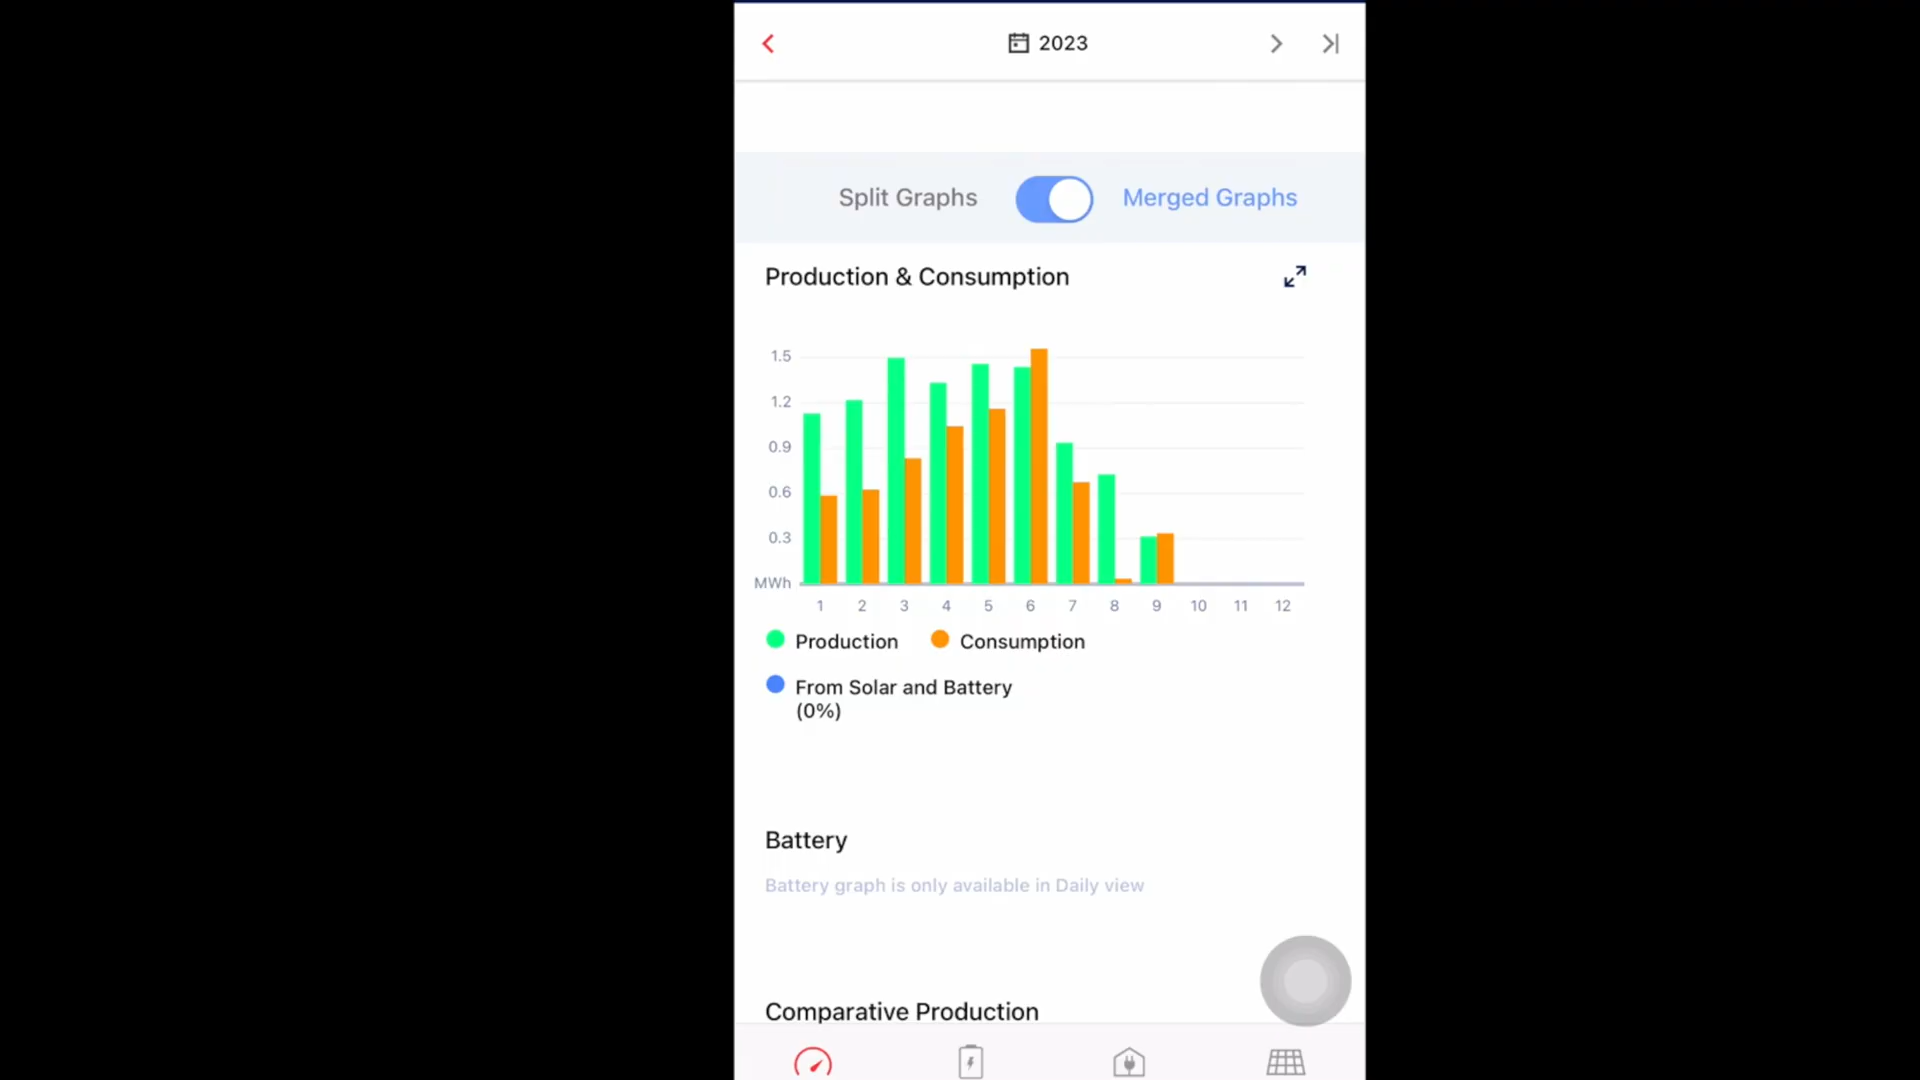 2023
Split Graphs Merged Graphs
Production & Consumption
1.5
1.2
0.9
0.6
0.3
MWh
1 2 3 4 5 6 7 8 9 10 11 12
Production Consumption
From Solar and Battery
(0%)
Battery
Battery graph is only available in Daily view
Comparative Production